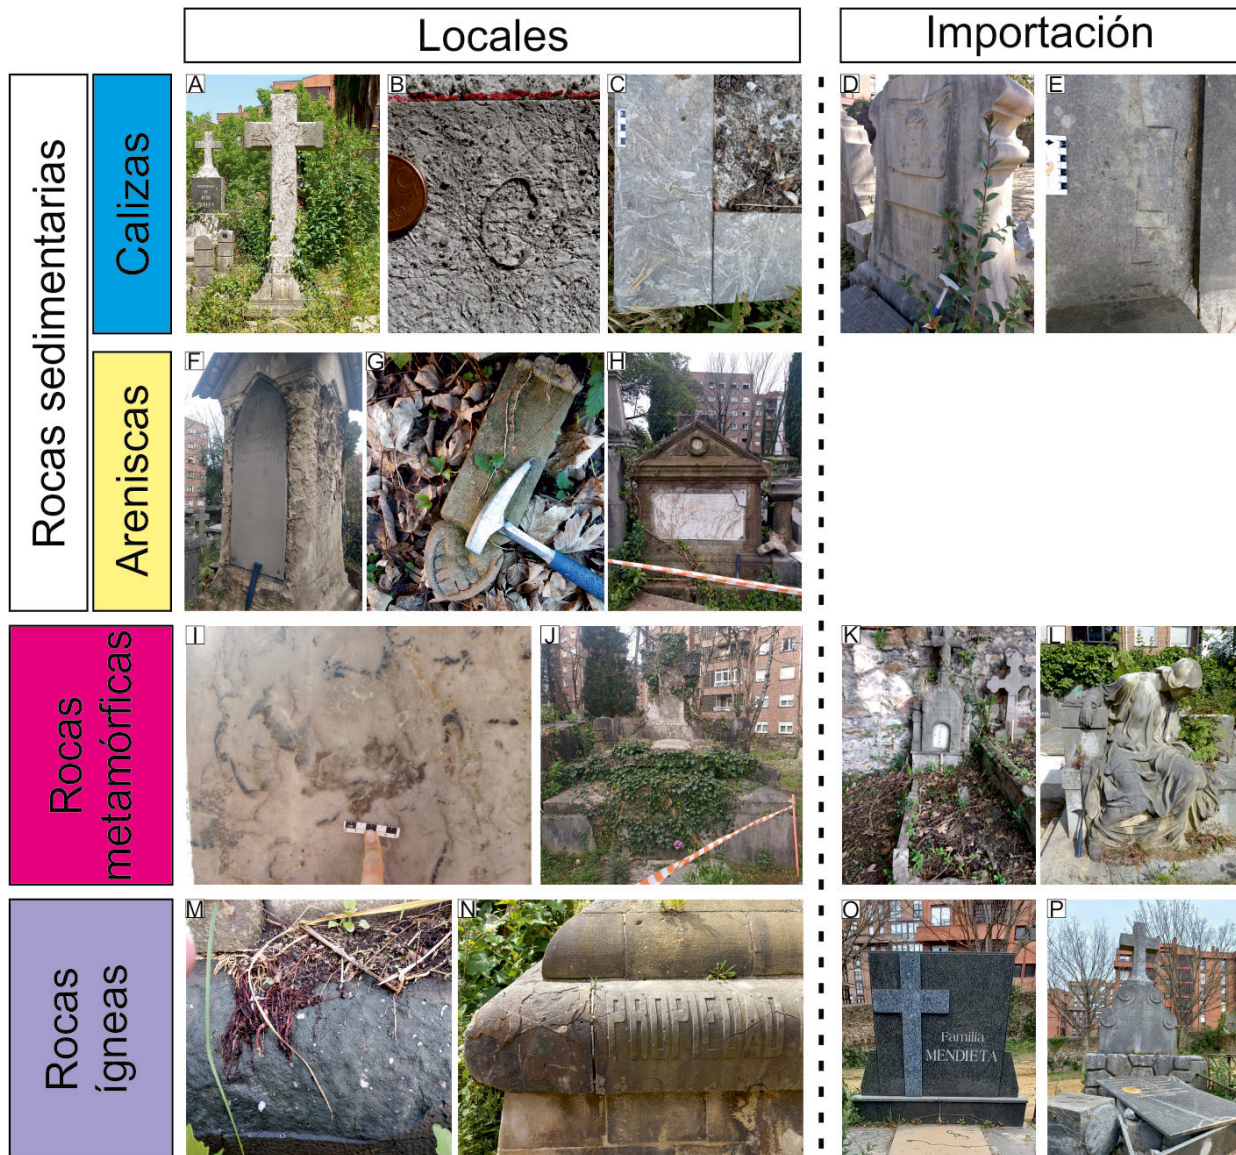 Locales
Importación
Rocas sedimentarias
Calizas
A
B
C
D
E
Areniscas
F
G
H
Rocas
metamórficas
I
J
K
L
Rocas
ígneas
M
N
PROPIEDAD
O
Familia
MENDIETA
P